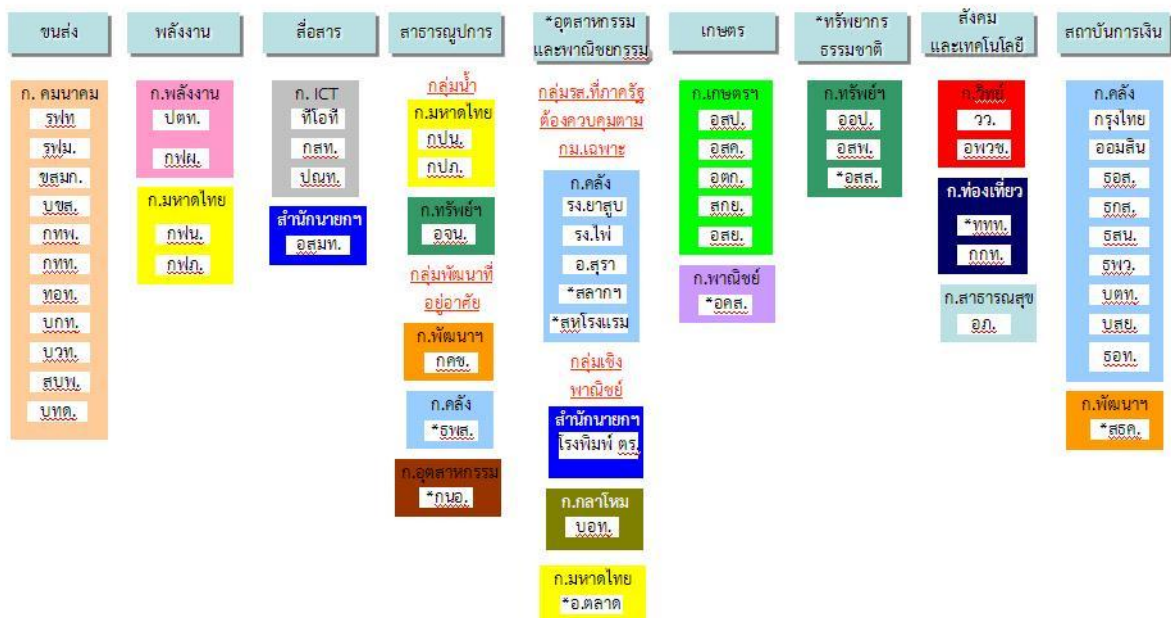 ขนส่ง
ก. คมนาคม
รฟท
รฟม.
ขสมก.
บขส.
กทพ.
กทท.
ทอท.
บกท.
บวท.
สบพ.
บทด.
พลังงาน
ก.พลังงาน
ปตท.
กฟผ.
ก.มหาดไทย
กฟน.
กฟภ.
สื่อสาร
ก. ICT
ทีโอที
กสท.
ปณท.
สำนักนายกฯ
อสมท.
สาธารณูปการ
กลุ่มน้ำ
ก.มหาดไทย
กปน.
กปภ.
ก.ทรัพย์ฯ
อจน.
กลุ่มพัฒนาที่
อยู่อาศัย
ก.พัฒนาฯ
กคช.
ก.คลัง
*ธพส.
ก.อุตสาหกรรม
*กนอ.
*อุตสาหกรรม
และพาณิชยกรรม
กลุ่มรส.ที่ภาครัฐ
ต้องควบคุมตาม
กม.เฉพาะ
ก.คลัง
รง.ยาสูบ
รง.ไพ่
อ.สุรา
*สลากฯ
*สหโรงแรม
กลุ่มเชิง
พาณิชย์
สำนักนายกฯ
โรงพิมพ์ ตร.
ก.กลาโหม
บอท.
ก.มหาดไทย
*อ.ตลาด
เกษตร
ก.เกษตรฯ
อสป.
อสค.
อตก.
สกย.
อสย.
ก.พาณิชย์
*อคส.
*ทรัพยากร
ธรรมชาติ
ก.ทรัพย์ฯ
ออป.
อสพ.
*อสส.
สังคม
และเทคโนโลยี
ก.วิทย์
วว.
อพวช.
ก.ท่องเที่ยว
*ททท.
กกท.
ก.สาธารณสุข
อภ.
สถาบันการเงิน
ก.คลัง
กรุงไทย
ออมสิน
ธอส.
ธกส.
ธสน.
ธพว.
บตท.
บสย.
ธอท.
ก.พัฒนาฯ
*สธค.